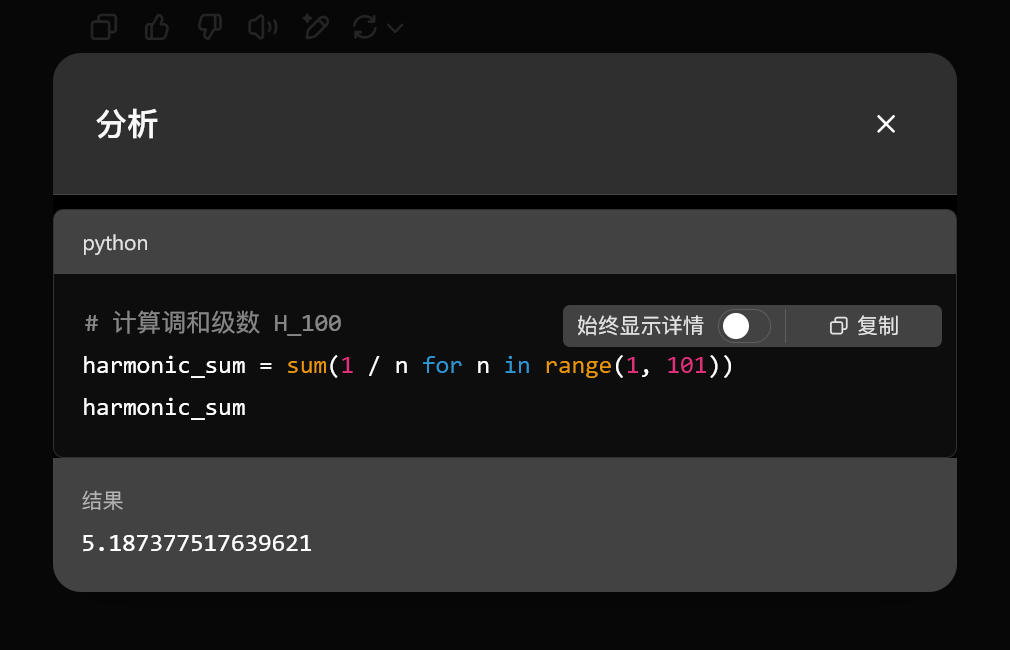 分析
python
# 计算调和级数 H_100
始终显示详情 复制
harmonic_sum = sum(1 / n for n in range(1, 101))
harmonic_sum
结果
5.187377517639621